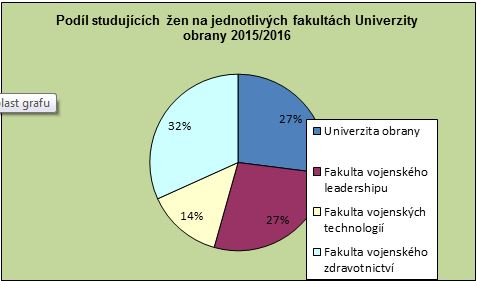 Podíl studujících žen na jednotlivých fakultách Univerzity
obrany 2015/2016
last grafu
32%
27%
14%
27%
Univerzita obrany
Fakulta vojenského
leadershipu
Fakulta vojenských
technologií
Fakulta vojenského
zdravotnictví